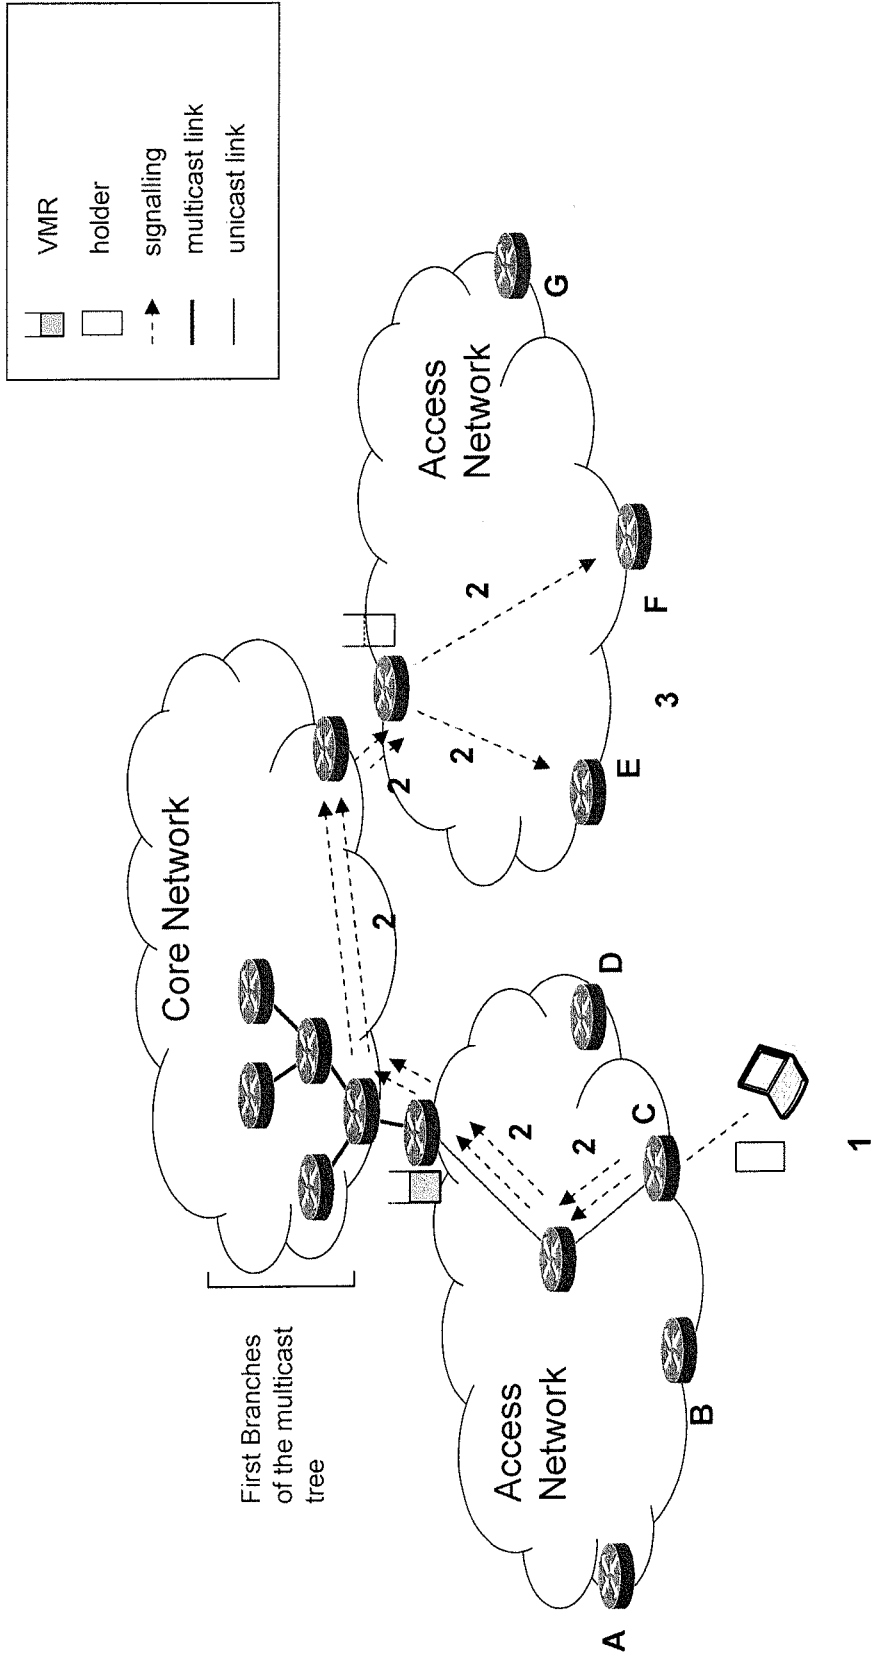 VMR
holder
signalling
multicast link
unicast link
Core Network
First Branches
of the multicast
tree
Access
Network
Access
Network
2
2
2
2
2
2
A
B
C
D
E
F
G
1
3